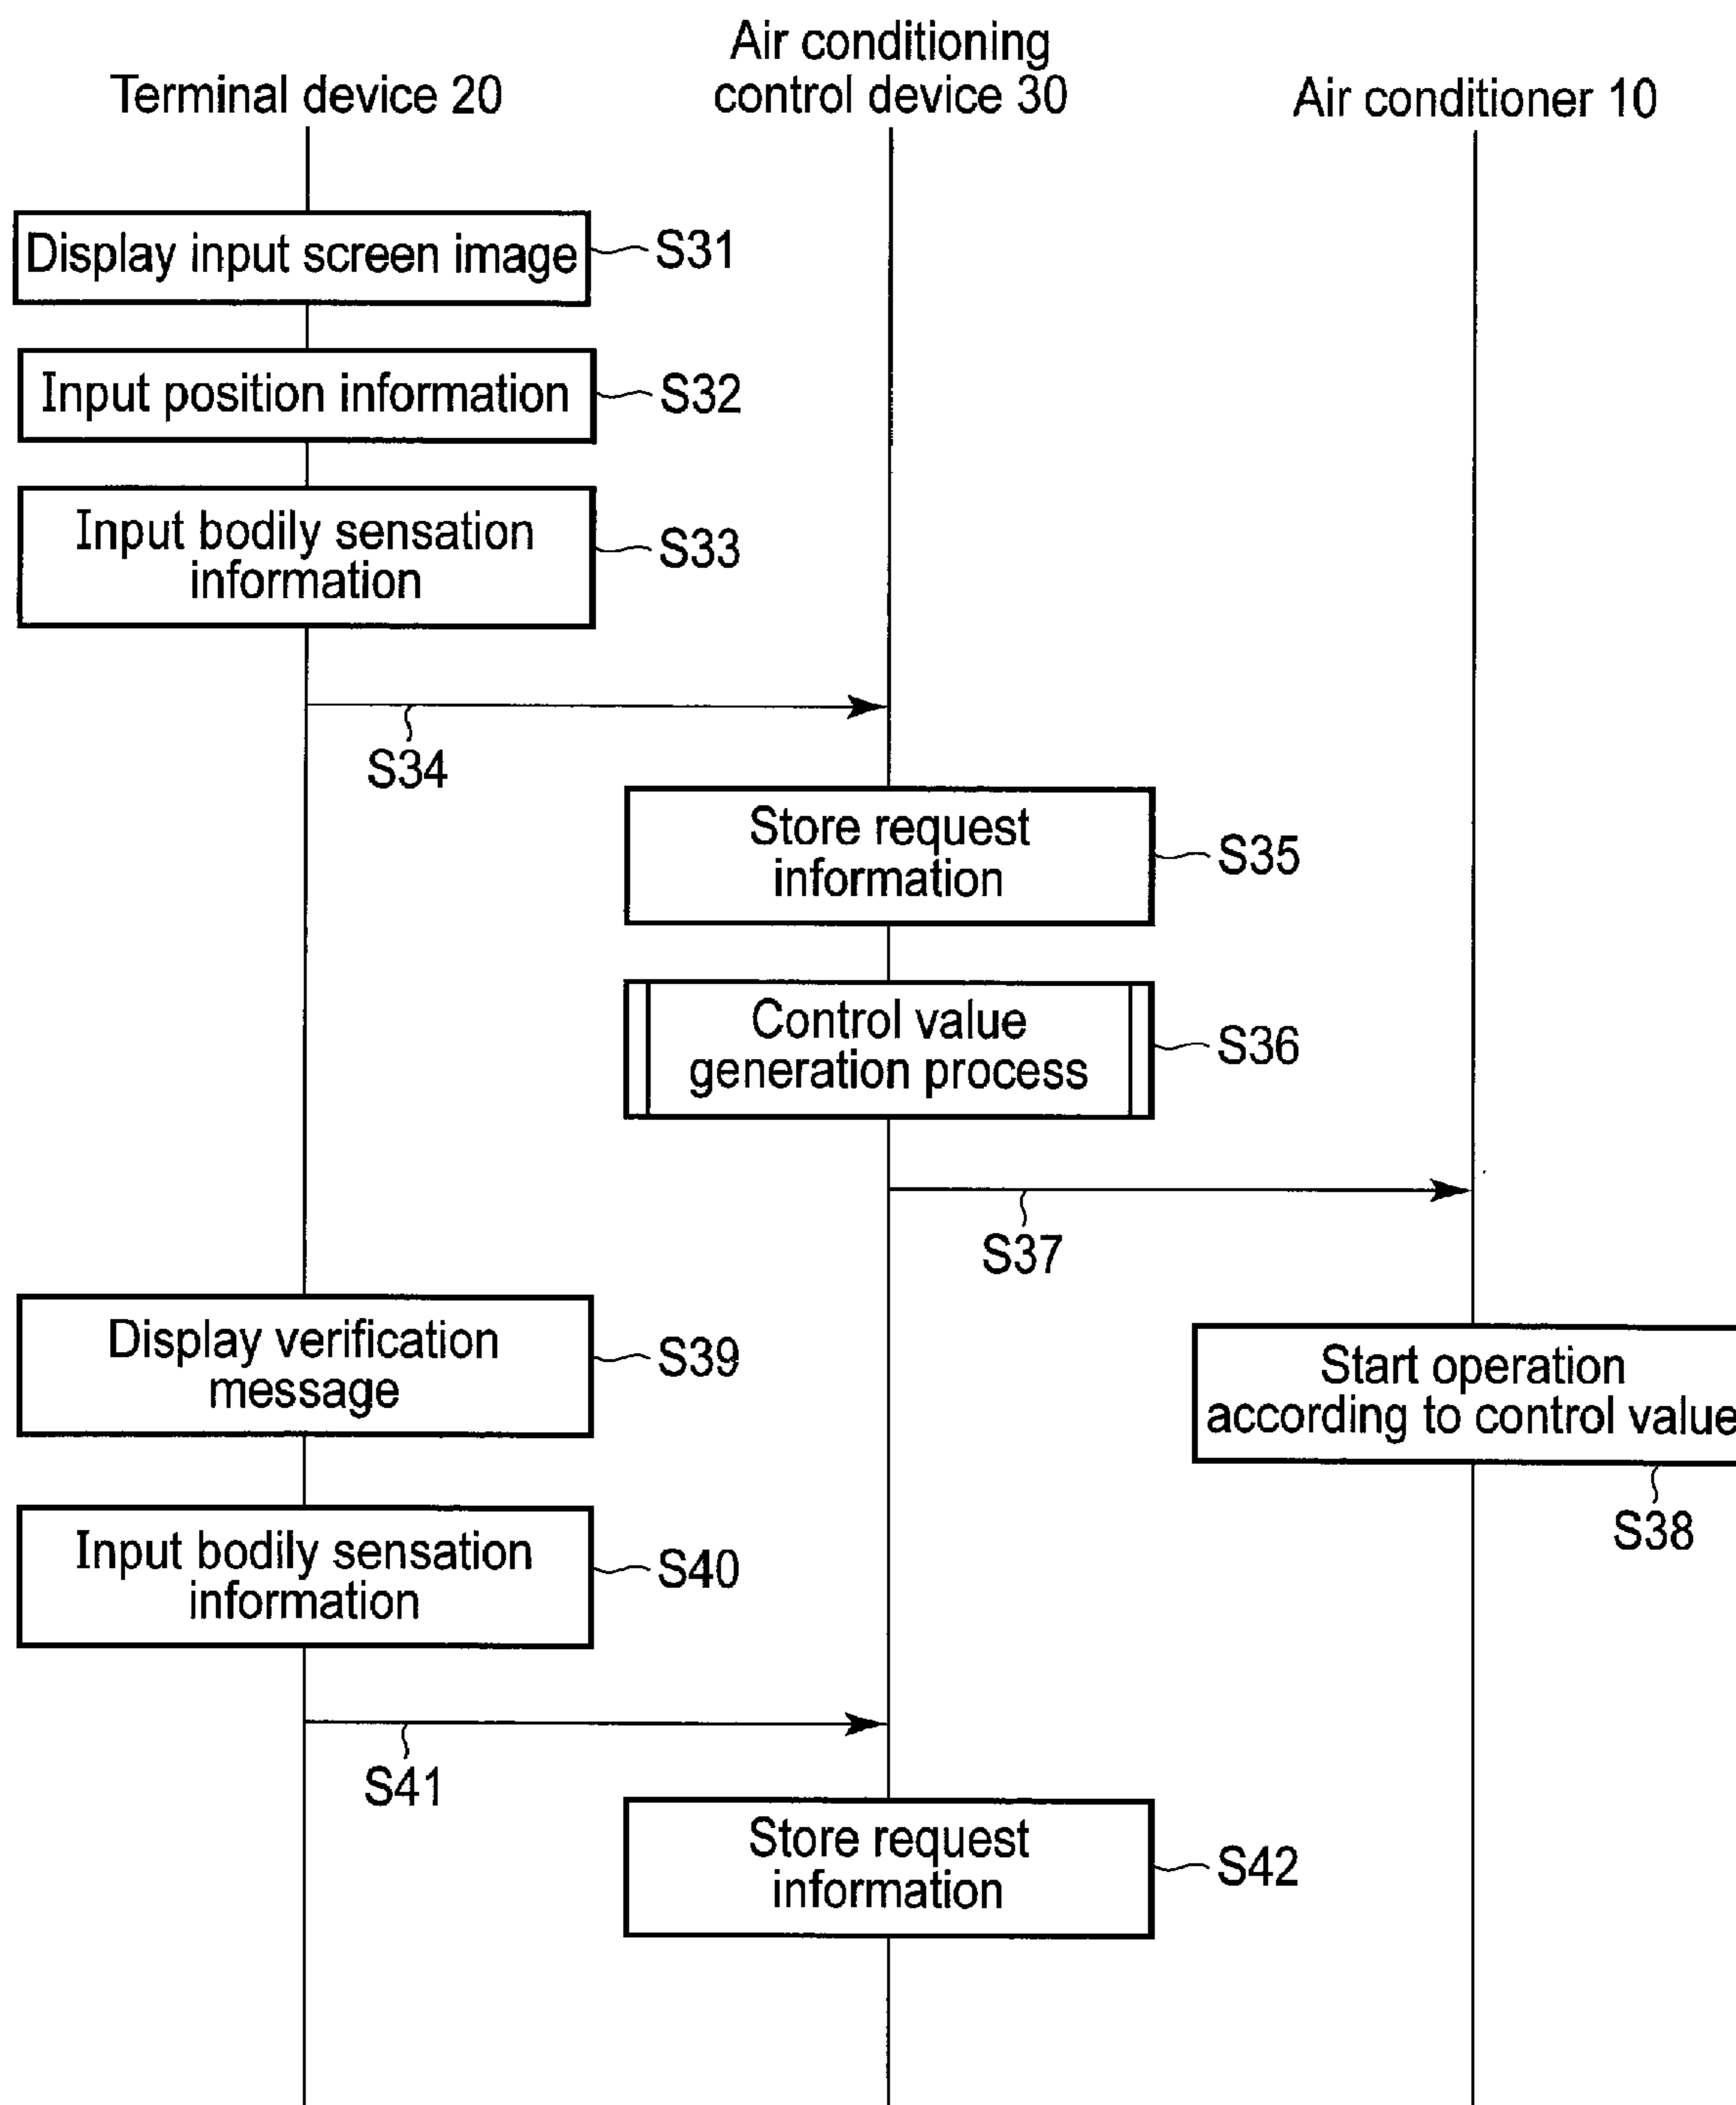 Terminal device 20
Air conditioning
control device 30
Air conditioner 10
Display input screen image
S31
Input position information
S32
Input bodily sensation
information
S33
S34
Store request
information
S35
Control value
generation process
S36
S37
Display verification
message
S39
Start operation
according to control value
S38
Input bodily sensation
information
S40
S41
Store request
information
S42